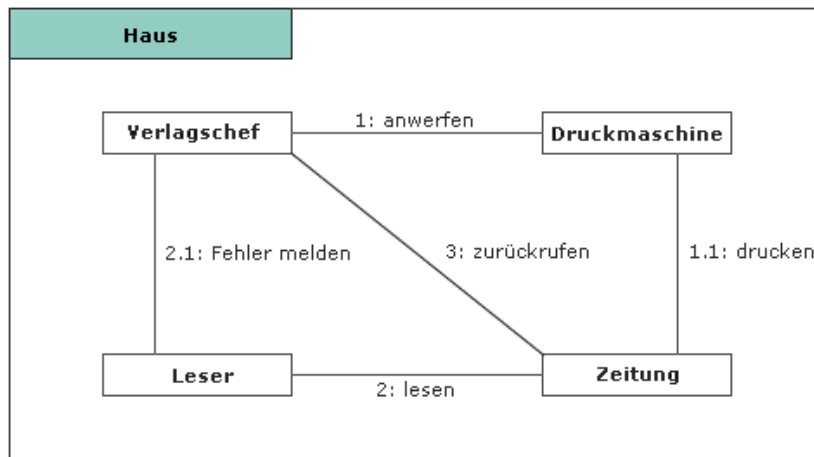 Haus
1: anwerfen
Verlagschef
Druckmaschine
2.1: Fehler melden
3: zurückrufen
1.1: drucken
Leser
Zeitung
2: lesen